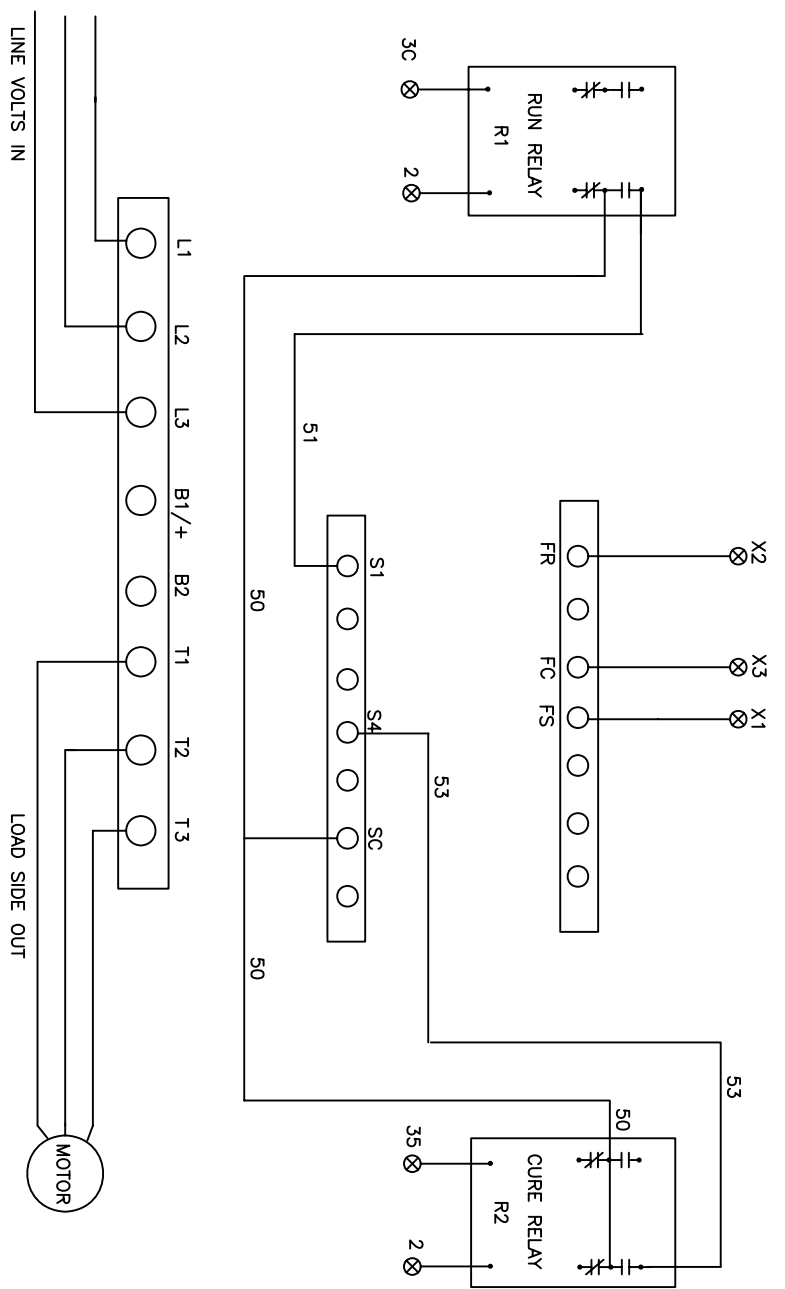 LINE VOLTS IN
3C
2
RUN RELAY
R1
L1
L2
L3
B1/+
B2
T1
T2
T3
51
50
S1
S4
SC
FR
FC
FS
X2
X3
X1
53
50
53
50
LOAD SIDE OUT
MOTOR
35
2
CURE RELAY
R2